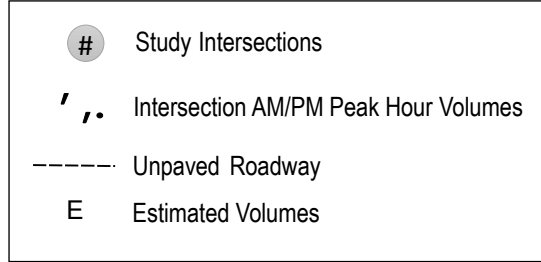 # Study Intersections
Intersection AM/PM Peak Hour Volumes
Unpaved Roadway
E Estimated Volumes